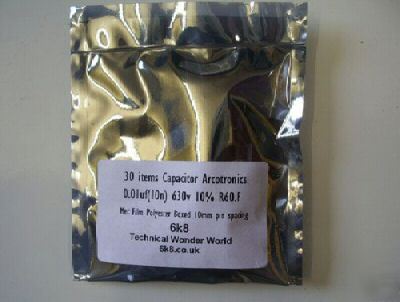 30 items Capacitor Arcotronics
0.01uf(10n) 630v 10% R60.F
Met Film Polyester Boxed 10mm pin spacing
6k8
Technical Wonder World
6k8.co.uk